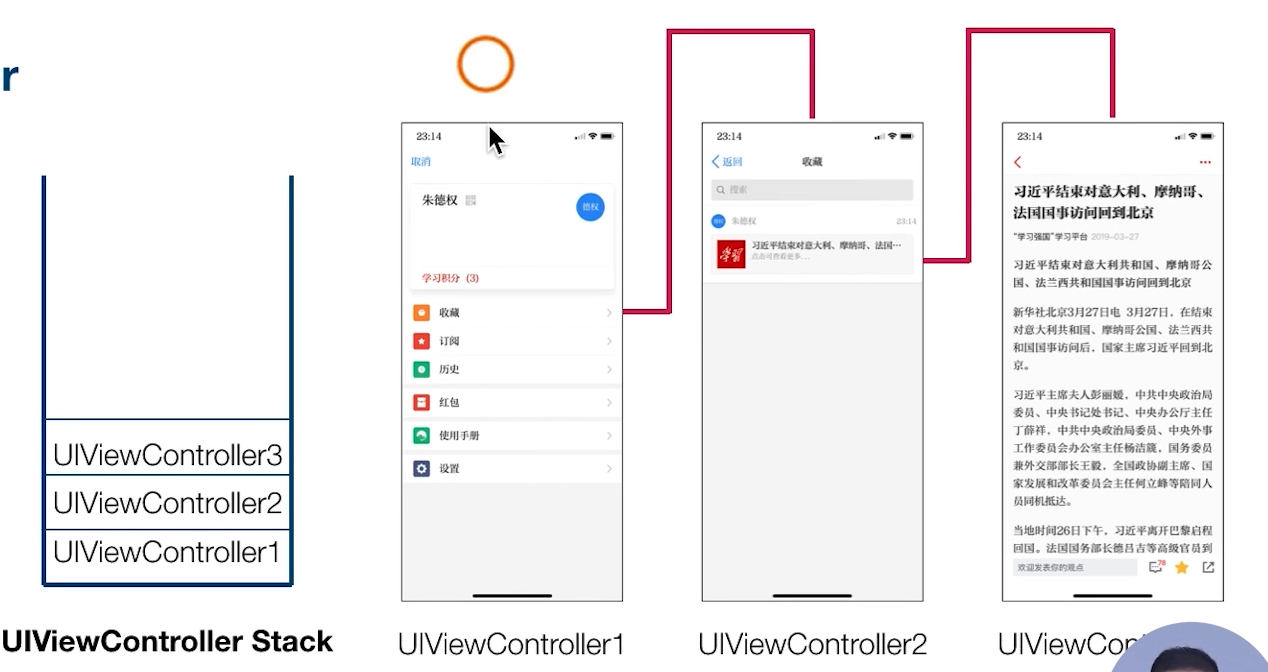 r
UIViewController3
UIViewController2
UIViewController1
UIViewController Stack
23:14
取消
朱德权
德权
学习积分 (3)
收藏
订阅
历史
红包
使用手册
设置
UIViewController1
23:14
返回
收藏
搜索
朱德权
23:14
学习
习近平结束对意大利、摩纳哥、法国…
点击可查看更多...
UIViewController2
23:14
习近平结束对意大利、摩纳哥、
法国国事访问回到北京
“学习强国”学习平台 2019-03-27
习近平结束对意大利共和国、摩纳哥公
国、法兰西共和国国事访问回到北京
新华社北京3月27日电 3月27日，在结束
对意大利共和国、摩纳哥公国、法兰西共
和国国事访问后，国家主席习近平回到北
京。
习近平主席夫人彭丽媛，中共中央政治局
委员、中央书记处书记、中央办公厅主任
丁薛祥，中共中央政治局委员、中央外事
工作委员会办公室主任杨洁篪，国务委员
兼外交部部长王毅，全国政协副主席、国
家发展和改革委员会主任何立峰等陪同人
员同机抵达。
当地时间26日下午，习近平离开巴黎启程
回国。法国国务部长德吕吉等高级官员到
欢迎发表你的观点
78
UIViewCo